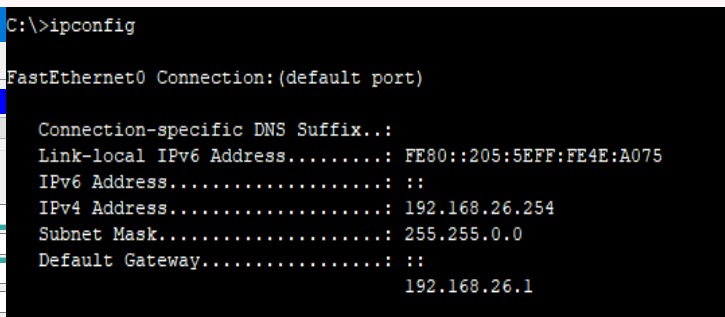 C:\>ipconfig
FastEthernet0 Connection:(default port)
Connection-specific DNS Suffix..:
Link-local IPv6 Address.........: FE80::205:5EFF:FE4E:A075
IPv6 Address....................: ::
IPv4 Address....................: 192.168.26.254
Subnet Mask.....................: 255.255.0.0
Default Gateway.................: ::
192.168.26.1